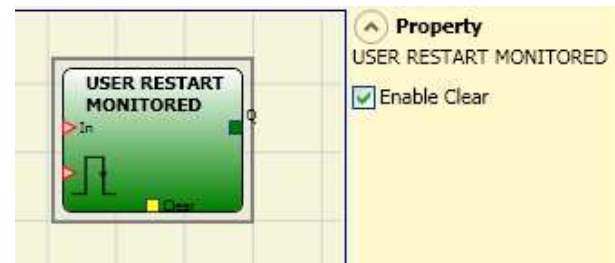 USER RESTART
MONITORED
In
Q
Clear
Property
USER RESTART MONITORED
Enable Clear